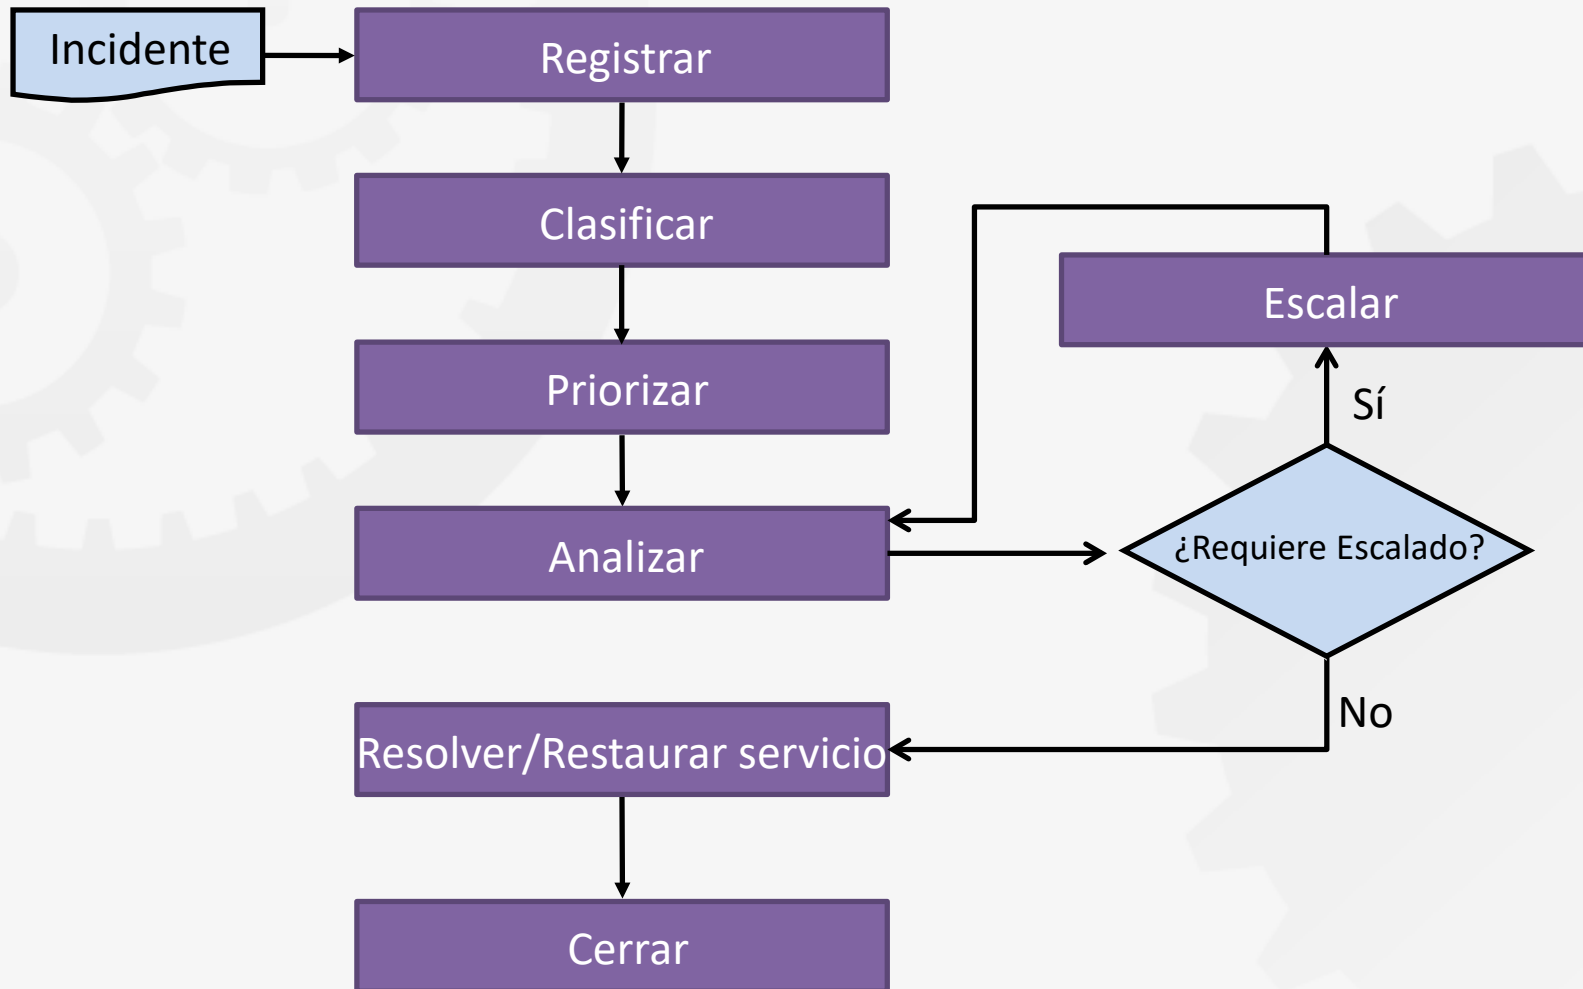 Incidente
Registrar
Clasificar
Escalar
Priorizar
Sí
Analizar
¿Requiere Escalado?
No
Resolver/Restaurar servicio
Cerrar